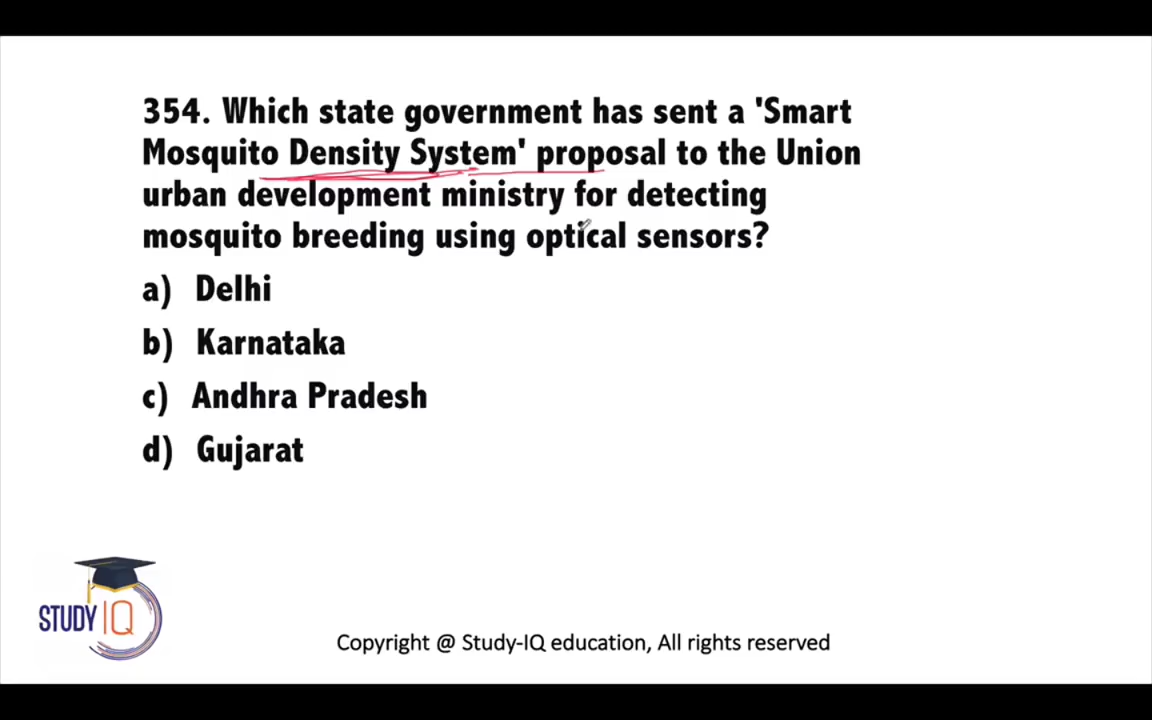 354. Which state government has sent a 'Smart
Mosquito Density System' proposal to the Union
urban development ministry for detecting
mosquito breeding using optical sensors?
a) Delhi
b) Karnataka
c) Andhra Pradesh
d) Gujarat
STUDY IQ
Copyright @ Study-IQ education, All rights reserved